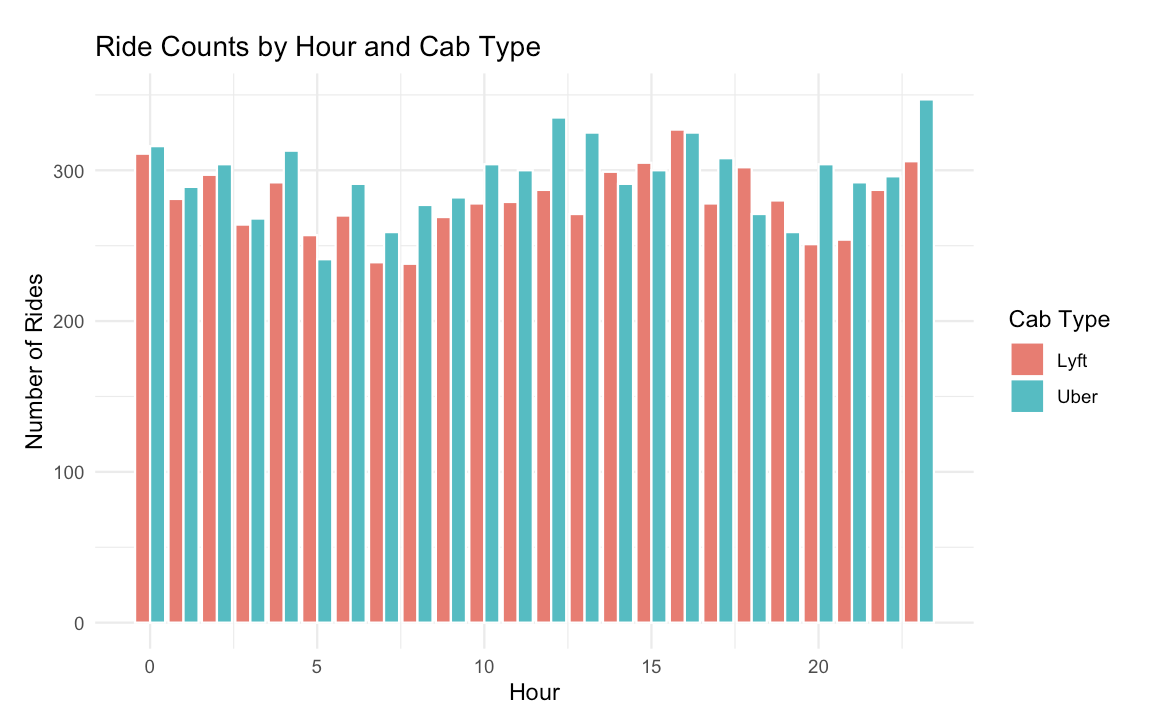 Ride Counts by Hour and Cab Type
Number of Rides
300
200
100
0
0 5 10 15 20
Hour
Cab Type
Lyft
Uber